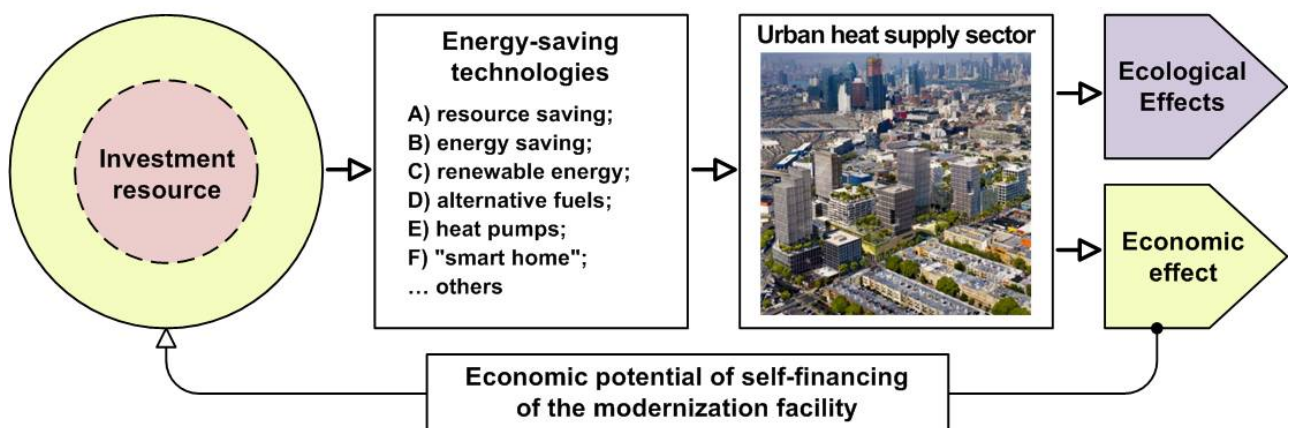 Investment
resource
Energy-saving
technologies
A) resource saving;
B) energy saving;
C) renewable energy;
D) alternative fuels;
E) heat pumps;
F) "smart home";
... others
Urban heat supply sector
Ecological
Effects
Economic
effect
Economic potential of self-financing
of the modernization facility